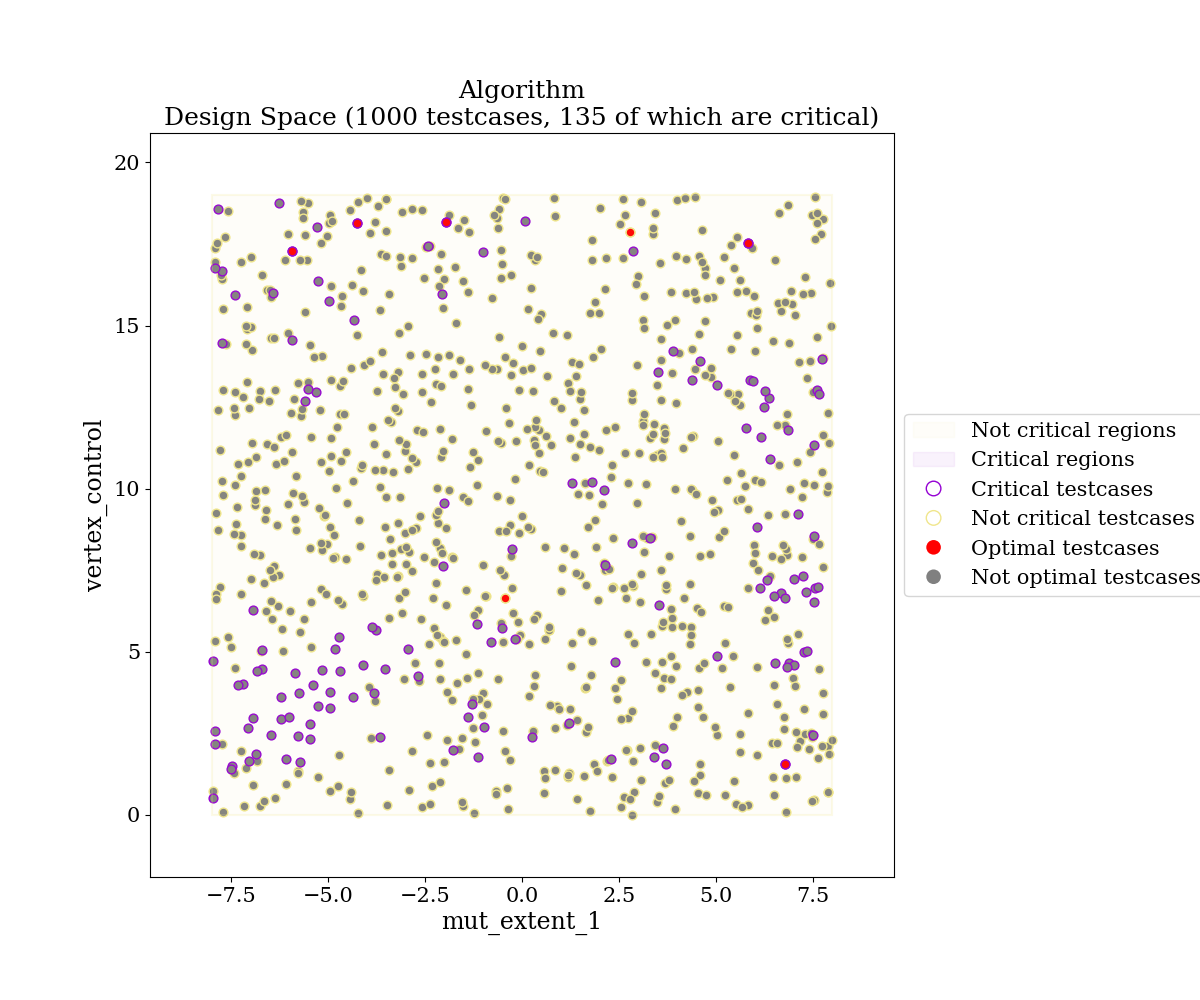 Algorithm
Design Space (1000 testcases, 135 of which are critical)
20
15
10
5
0
vertex_control
−7.5
−5.0
−2.5
0.0
2.5
5.0
7.5
mut_extent_1
Not critical regions
Critical regions
Critical testcases
Not critical testcases
Optimal testcases
Not optimal testcases